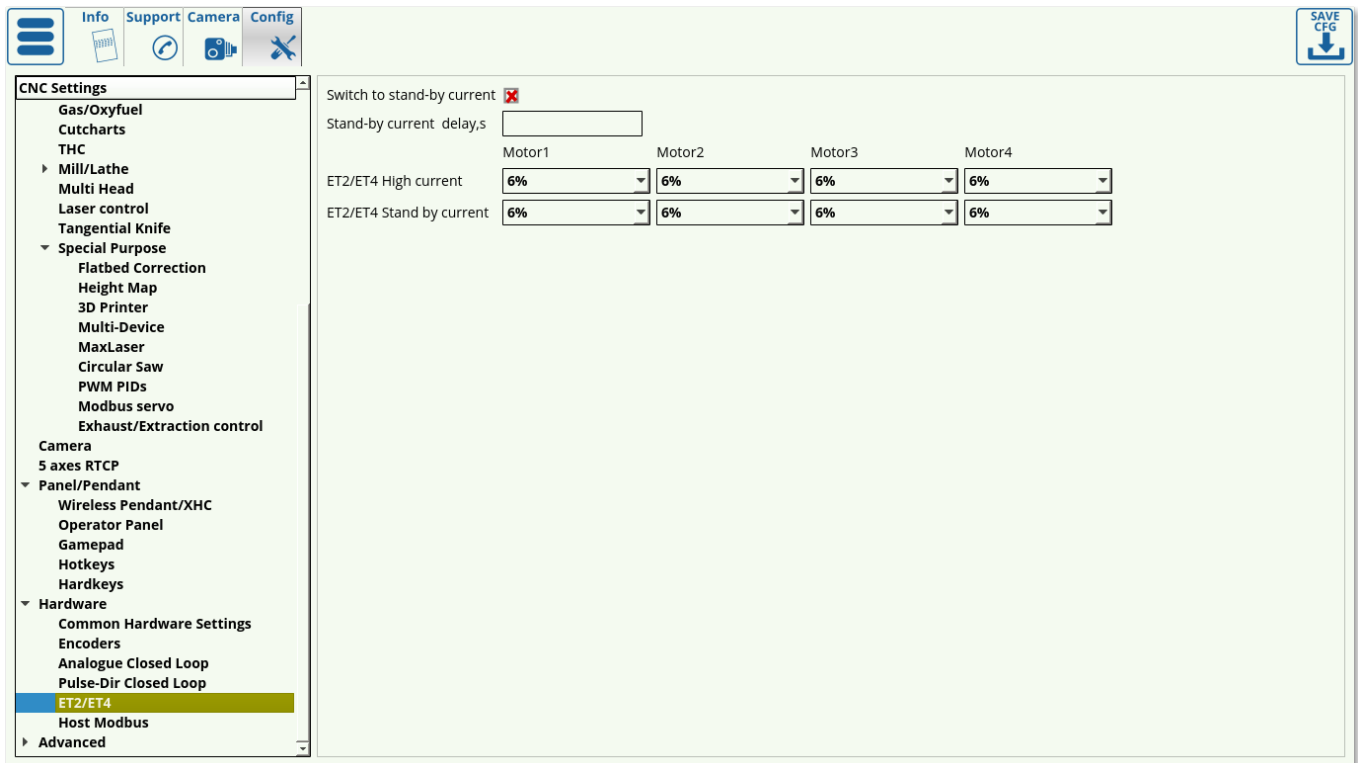 Info Support Camera Config
SAVE
CFG
CNC Settings
Gas/Oxyfuel
Cutcharts
THC
Mill/Lathe
Multi Head
Laser control
Tangential Knife
Special Purpose
Flatbed Correction
Height Map
3D Printer
Multi-Device
MaxLaser
Circular Saw
PWM PIDs
Modbus servo
Exhaust/Extraction control
Camera
5 axes RTCP
Panel/Pendant
Wireless Pendant/XHC
Operator Panel
Gamepad
Hotkeys
Hardkeys
Hardware
Common Hardware Settings
Encoders
Analogue Closed Loop
Pulse-Dir Closed Loop
ET2/ET4
Host Modbus
Advanced
Switch to stand-by current
Stand-by current delay,s
Motor1 Motor2 Motor3 Motor4
ET2/ET4 High current 6% 6% 6% 6%
ET2/ET4 Stand by current 6% 6% 6% 6%